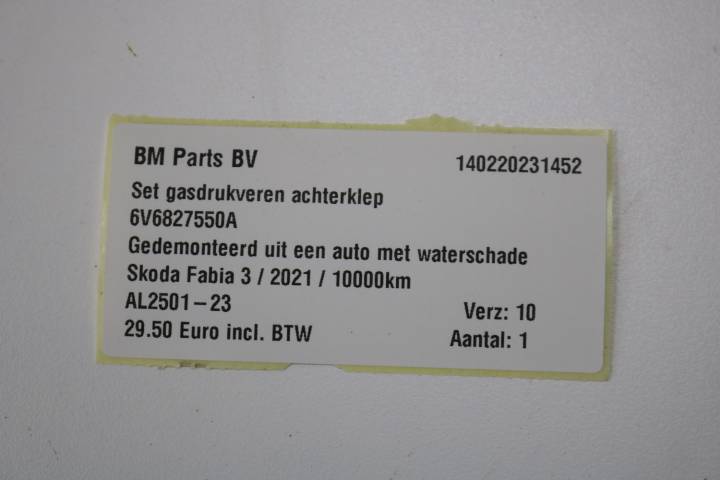 BM Parts BV 140220231452
Set gasdrukveren achterklep
6V6827550A
Gedemonteerd uit een auto met waterschade
Skoda Fabia 3 / 2021 / 10000km
AL2501-23 Verz: 10
29.50 Euro incl. BTW Aantal: 1